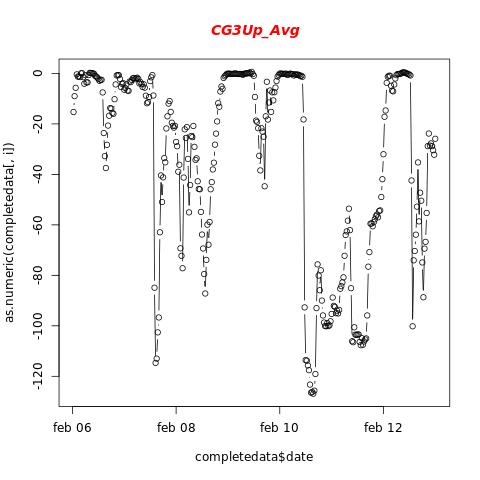 CG3Up_Avg
as.numeric(completedata[, i])
0
-20
-40
-60
-80
-100
-120
feb 06
feb 08
feb 10
feb 12
completedata$date